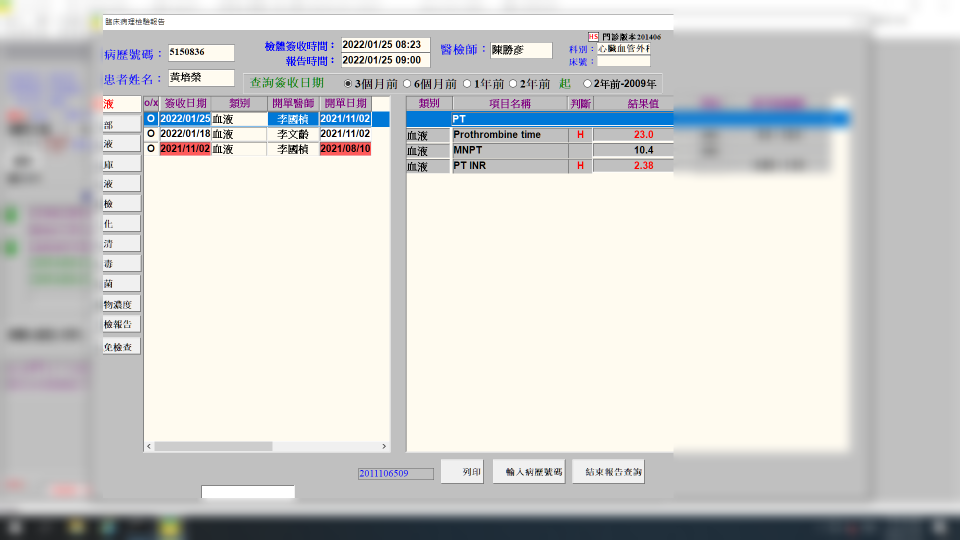 臨床病理檢驗報告
HS 門診版本201406
病歷號碼： 5150836 檢體簽收時間： 2022/01/25 08:23 醫檢師： 陳勝彥 科別： 心臟血管外科
報告時間： 2022/01/25 09:00 床號：
患者姓名： 黃培榮
查詢簽收日期 3個月前 6個月前 1年前 2年前 起 2年前-2009年
液
部
液
庫
液
檢
化
清
毒
菌
物濃度
檢報告
免檢查
o/x 簽收日期 類別 開單醫師 開單日期
O 2022/01/25 血液 李國楨 2021/11/02
O 2022/01/18 血液 李文齡 2021/11/02
O 2021/11/02 血液 李國楨 2021/08/10
類別 項目名稱 判斷 結果值
PT
血液 Prothrombine time H 23.0
血液 MNPT 10.4
血液 PT INR H 2.38
2011106509 列印 輸入病歷號碼 結束報告查詢